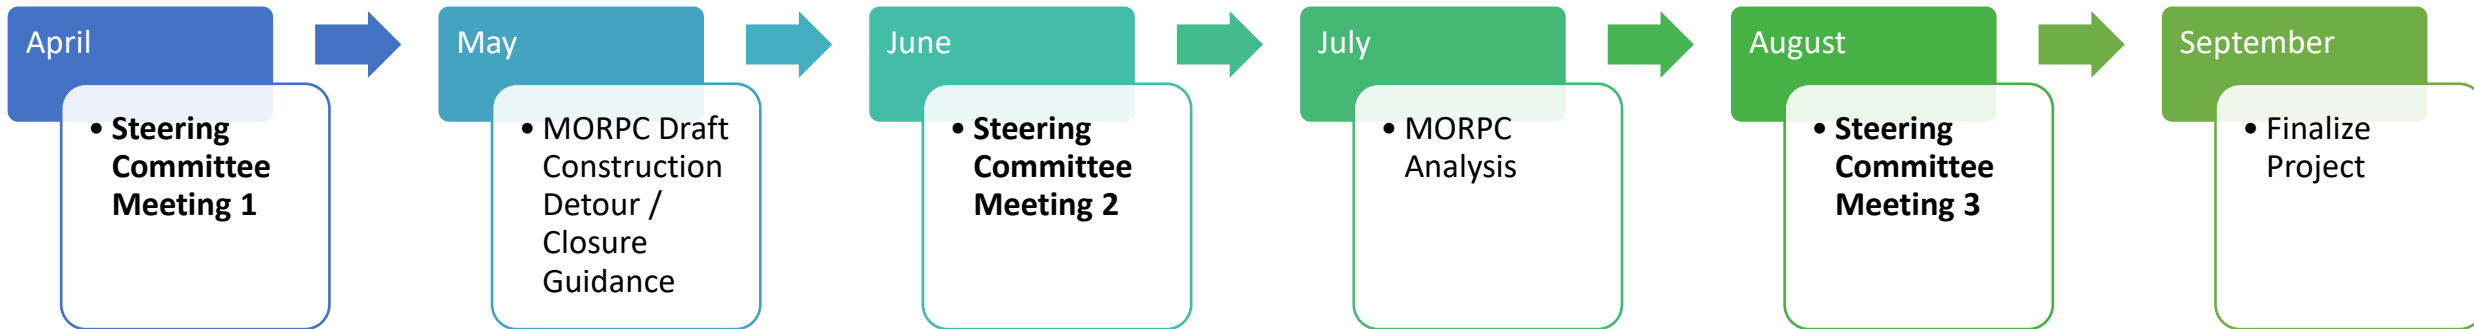 April
• Steering
Committee
Meeting 1
May
• MORPC Draft
Construction
Detour /
Closure
Guidance
June
• Steering
Committee
Meeting 2
July
• MORPC
Analysis
August
• Steering
Committee
Meeting 3
September
• Finalize
Project